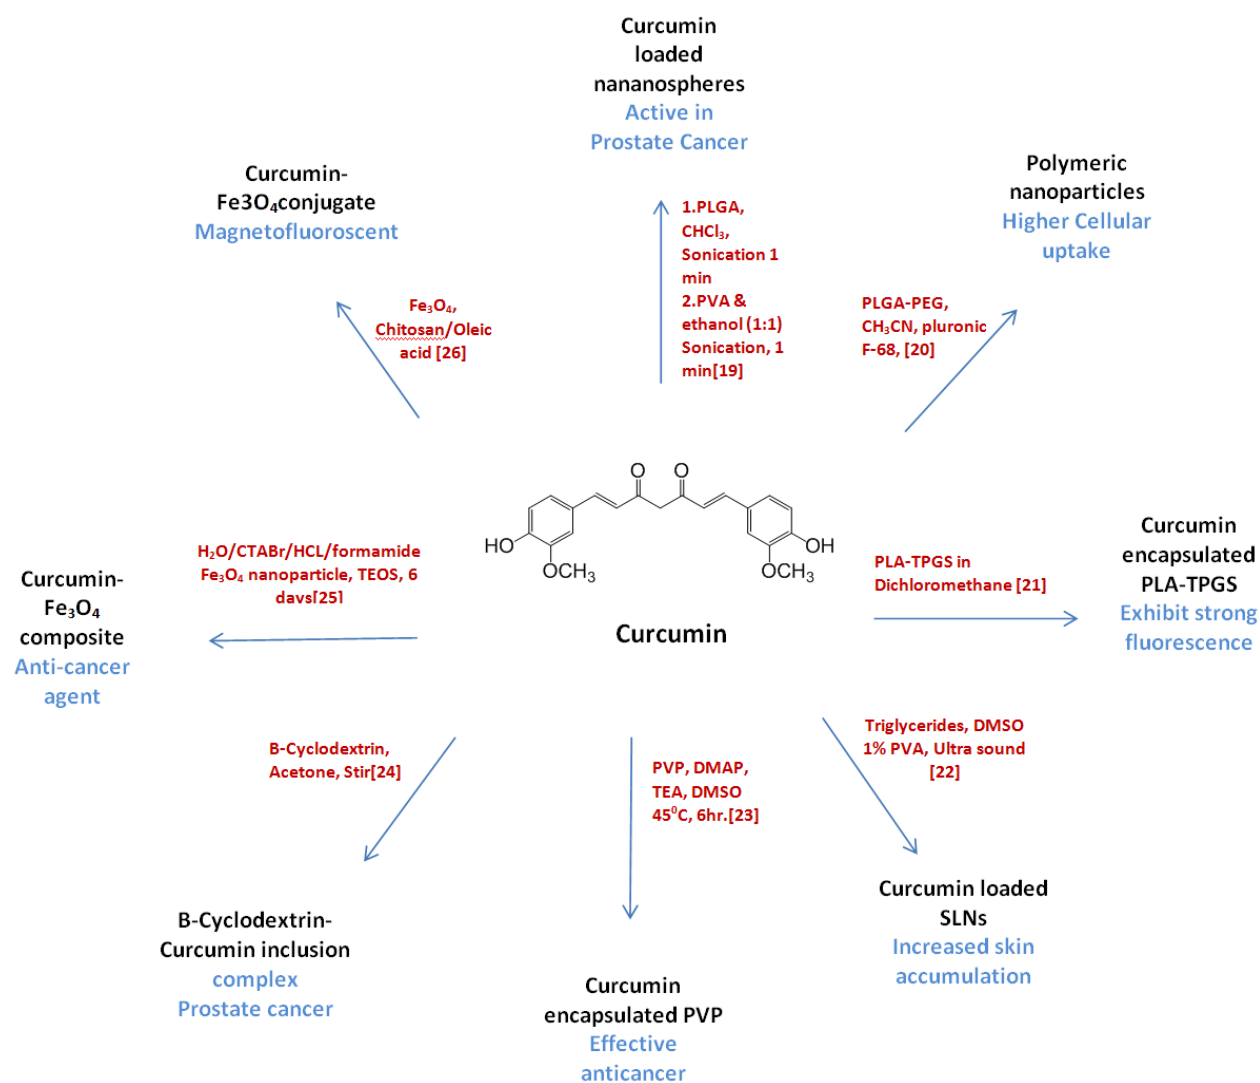 Curcumin
loaded
nananospheres
Active in
Prostate Cancer
Curcumin-
Fe3O₄conjugate
Magnetofluoroscent
Polymeric
nanoparticles
Higher Cellular
uptake
1.PLGA,
CHCl₃,
Sonication 1
min
2.PVA &
ethanol (1:1)
Sonication, 1
min[19]
Fe₃O₄,
Chitosan/Oleic
acid [26]
PLGA-PEG,
CH₃CN, pluronic
F-68, [20]
O
O
HO
OCH₃
OCH₃
OH
Curcumin
H₂O/CTABr/HCL/formamide
Fe₃O₄ nanoparticle, TEOS, 6
days[25]
Curcumin-
Fe₃O₄
composite
Anti-cancer
agent
PLA-TPGS in
Dichloromethane [21]
Curcumin
encapsulated
PLA-TPGS
Exhibit strong
fluorescence
B-Cyclodextrin,
Acetone, Stir[24]
PVP, DMAP,
TEA, DMSO
45⁰C, 6hr.[23]
Triglycerides, DMSO
1% PVA, Ultra sound
[22]
B-Cyclodextrin-
Curcumin inclusion
complex
Prostate cancer
Curcumin
encapsulated PVP
Effective
anticancer
Curcumin loaded
SLNs
Increased skin
accumulation